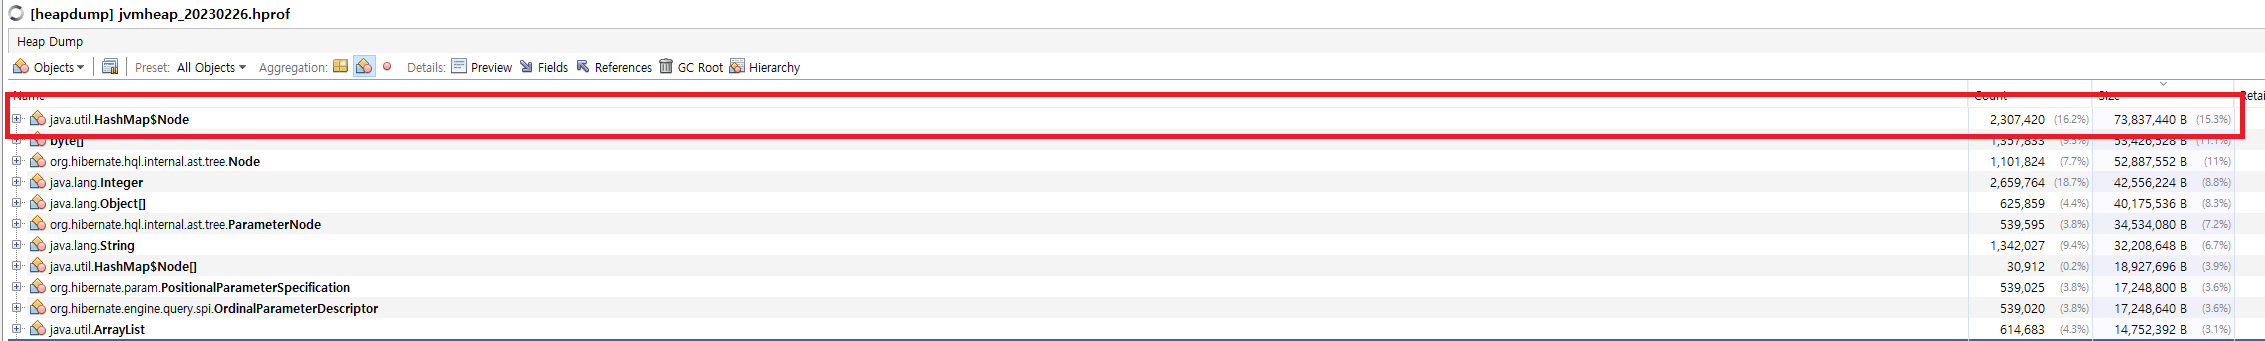 [heapdump] jvmheap_20230226.hprof
Heap Dump
Objects Preset: All Objects Aggregation: Details: Preview Fields References GC Root Hierarchy
Name Count Size Retai
java.util.HashMap$Node 2,307,420 (16.2%) 73,837,440 B (15.3%)
byte[] 1,357,833 (9.5%) 53,426,528 B (11.1%)
org.hibernate.hql.internal.ast.tree.Node 1,101,824 (7.7%) 52,887,552 B (11%)
java.lang.Integer 2,659,764 (18.7%) 42,556,224 B (8.8%)
java.lang.Object[] 625,859 (4.4%) 40,175,536 B (8.3%)
org.hibernate.hql.internal.ast.tree.ParameterNode 539,595 (3.8%) 34,534,080 B (7.2%)
java.lang.String 1,342,027 (9.4%) 32,208,648 B (6.7%)
java.util.HashMap$Node[] 30,912 (0.2%) 18,927,696 B (3.9%)
org.hibernate.param.PositionalParameterSpecification 539,025 (3.8%) 17,248,800 B (3.6%)
org.hibernate.engine.query.spi.OrdinalParameterDescriptor 539,020 (3.8%) 17,248,640 B (3.6%)
java.util.ArrayList 614,683 (4.3%) 14,752,392 B (3.1%)